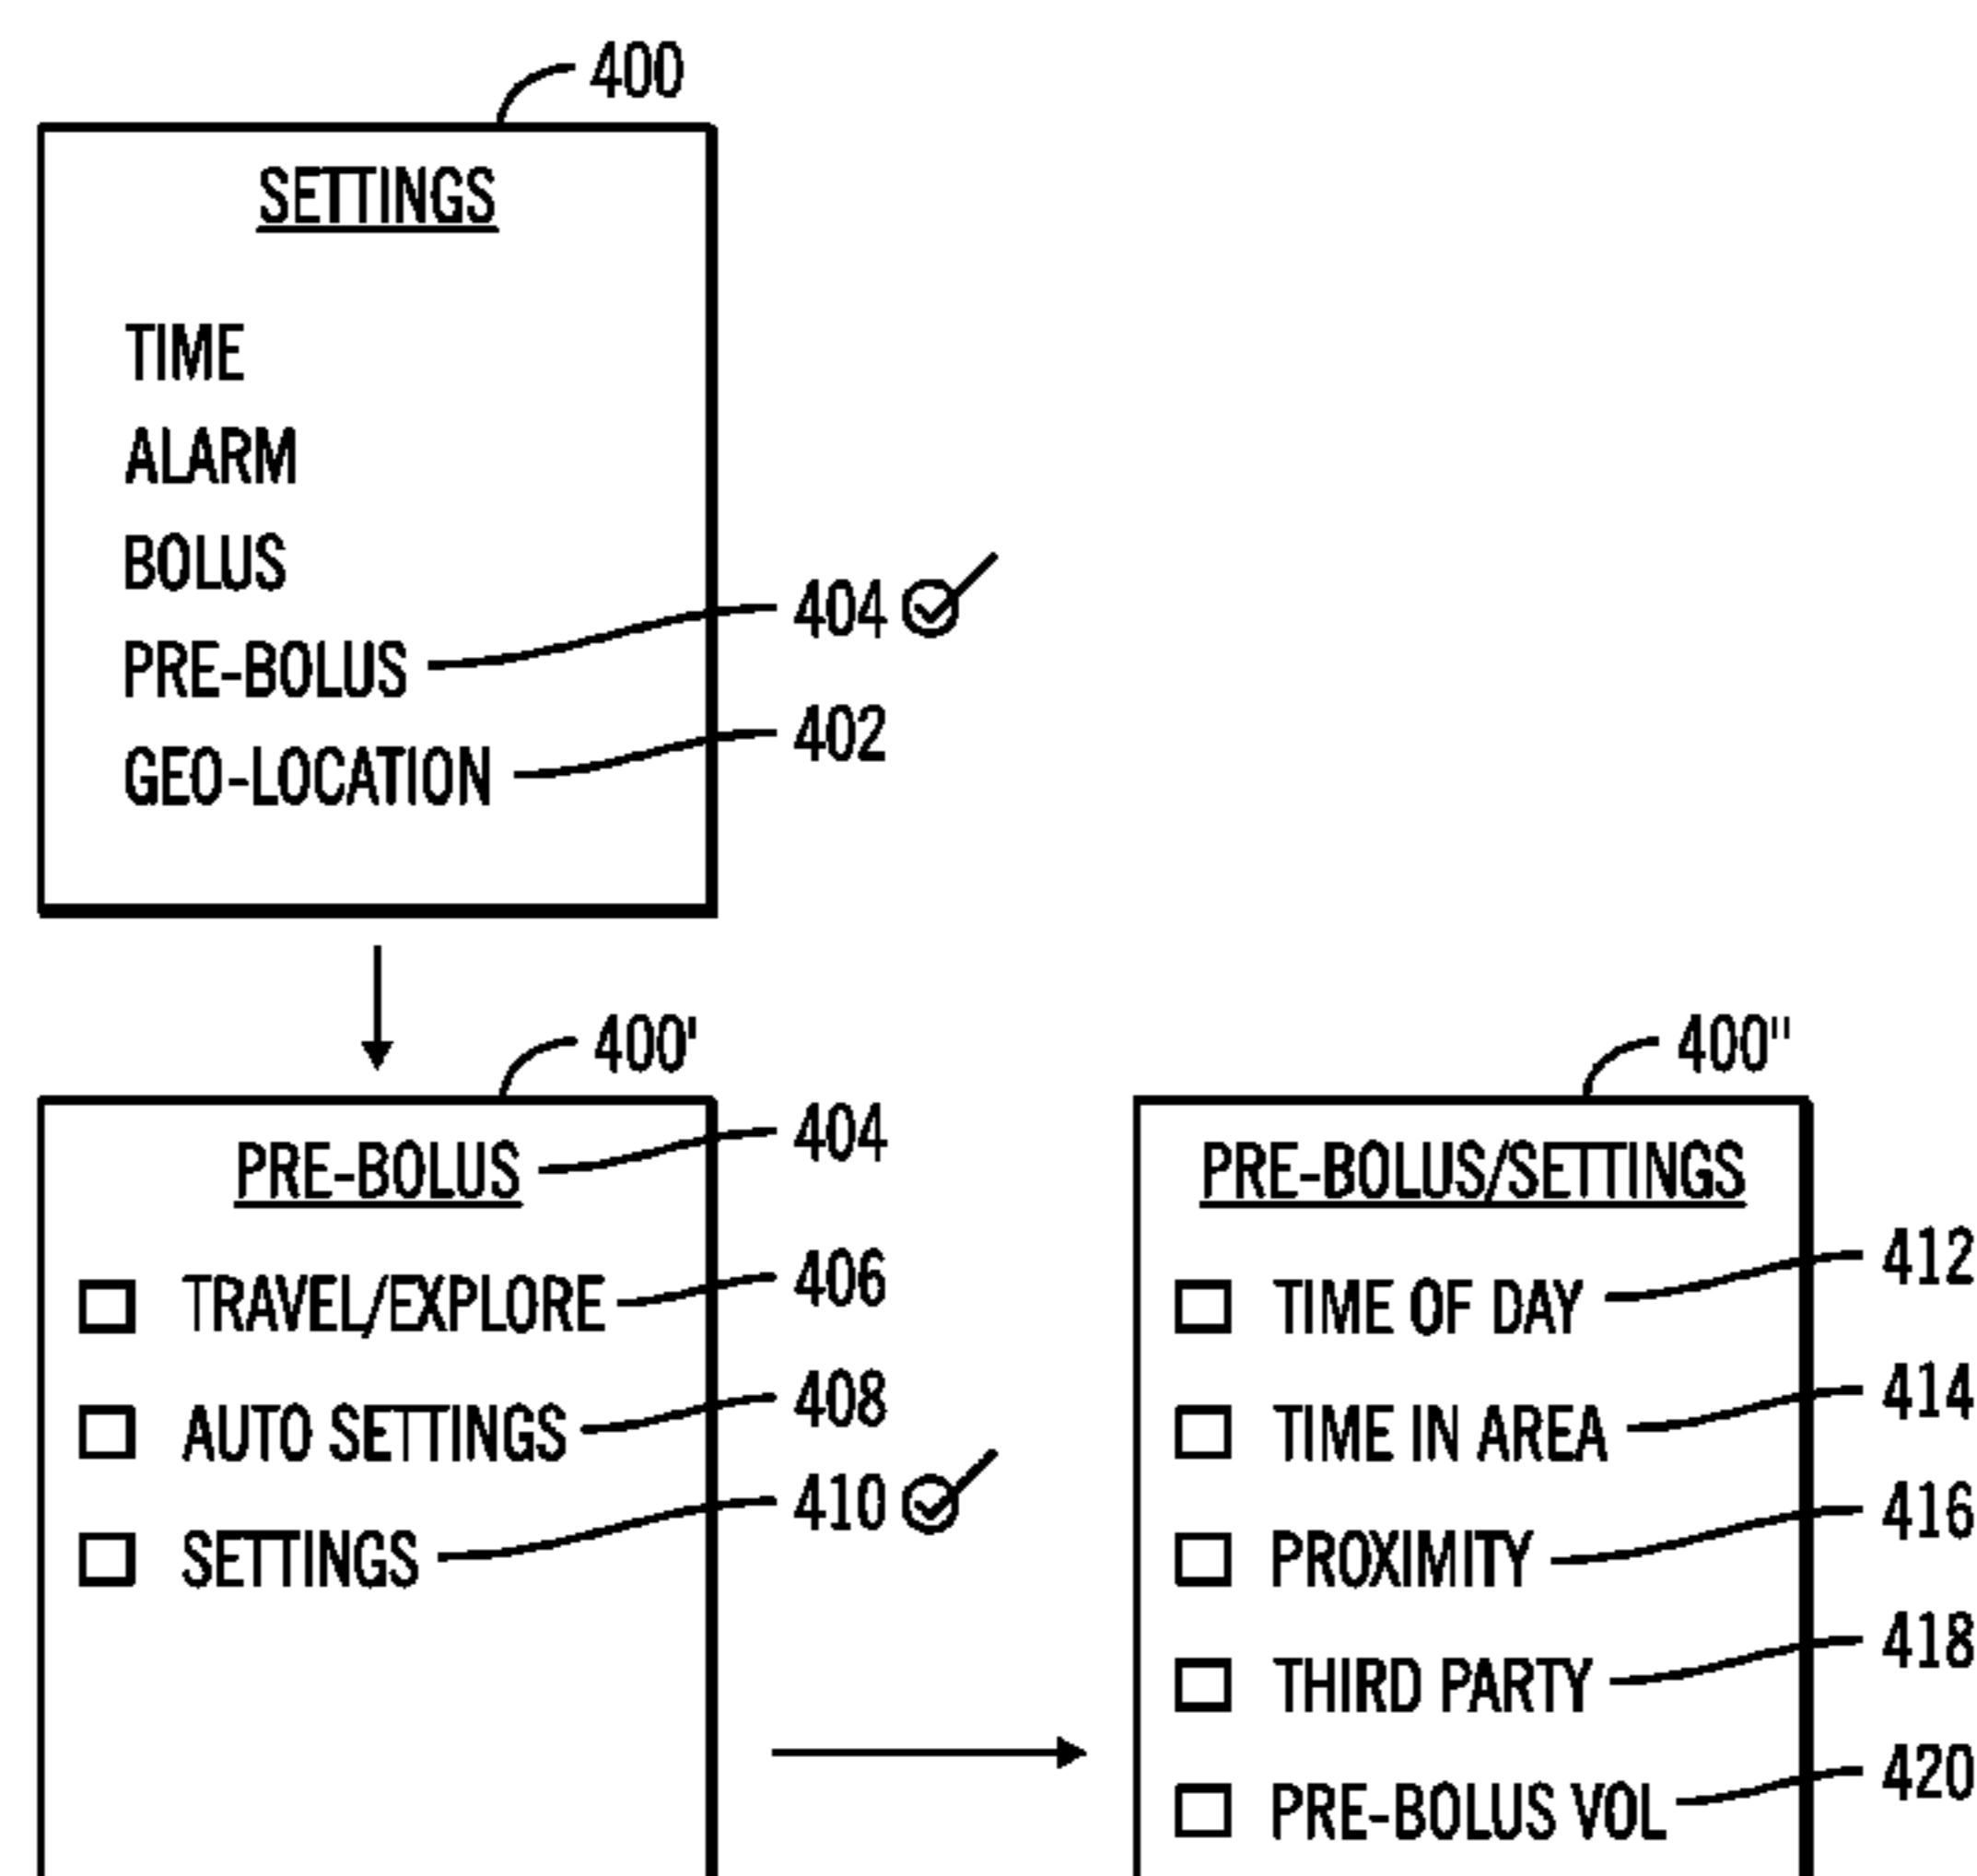 400
SETTINGS
TIME
ALARM
BOLUS
PRE-BOLUS 404
GEO-LOCATION 402
400'
PRE-BOLUS 404
TRAVEL/EXPLORE 406
AUTO SETTINGS 408
SETTINGS 410
400"
PRE-BOLUS/SETTINGS
TIME OF DAY 412
TIME IN AREA 414
PROXIMITY 416
THIRD PARTY 418
PRE-BOLUS VOL 420